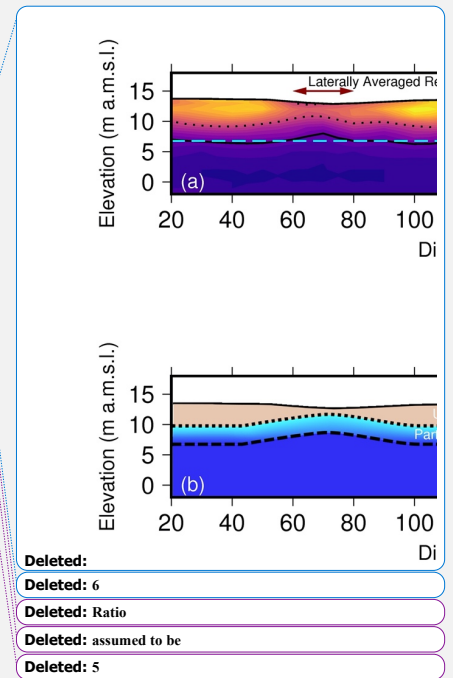 Laterally Averaged Re
Elevation (m a.m.s.l.)
15
10
5
0
(a)
20 40 60 80 100
Di
Elevation (m a.m.s.l.)
15
10
5
0
(b)
20 40 60 80 100
Di
Deleted:
Deleted: 6
Deleted: Ratio
Deleted: assumed to be
Deleted: 5